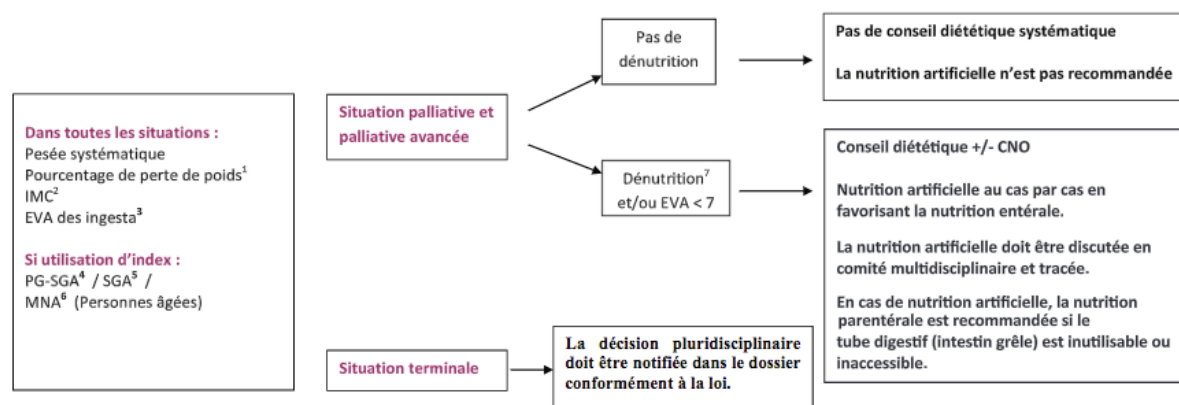 Dans toutes les situations :
Pesée systématique
Pourcentage de perte de poids¹
IMC²
EVA des ingesta³
Si utilisation d'index :
PG-SGA⁴ / SGA⁵ /
MNA⁶ (Personnes âgées)
Situation palliative et
palliative avancée
Pas de
dénutrition
Pas de conseil diététique systématique
La nutrition artificielle n'est pas recommandée
Dénutrition⁷
et/ou EVA < 7
Conseil diététique +/- CNO
Nutrition artificielle au cas par cas en
favorisant la nutrition entérale.
La nutrition artificielle doit être discutée en
comité multidisciplinaire et tracée.
En cas de nutrition artificielle, la nutrition
parentérale est recommandée si le
tube digestif (intestin grêle) est inutilisable ou
inaccessible.
Situation terminale
La décision pluridisciplinaire
doit être notifiée dans le dossier
conformément à la loi.